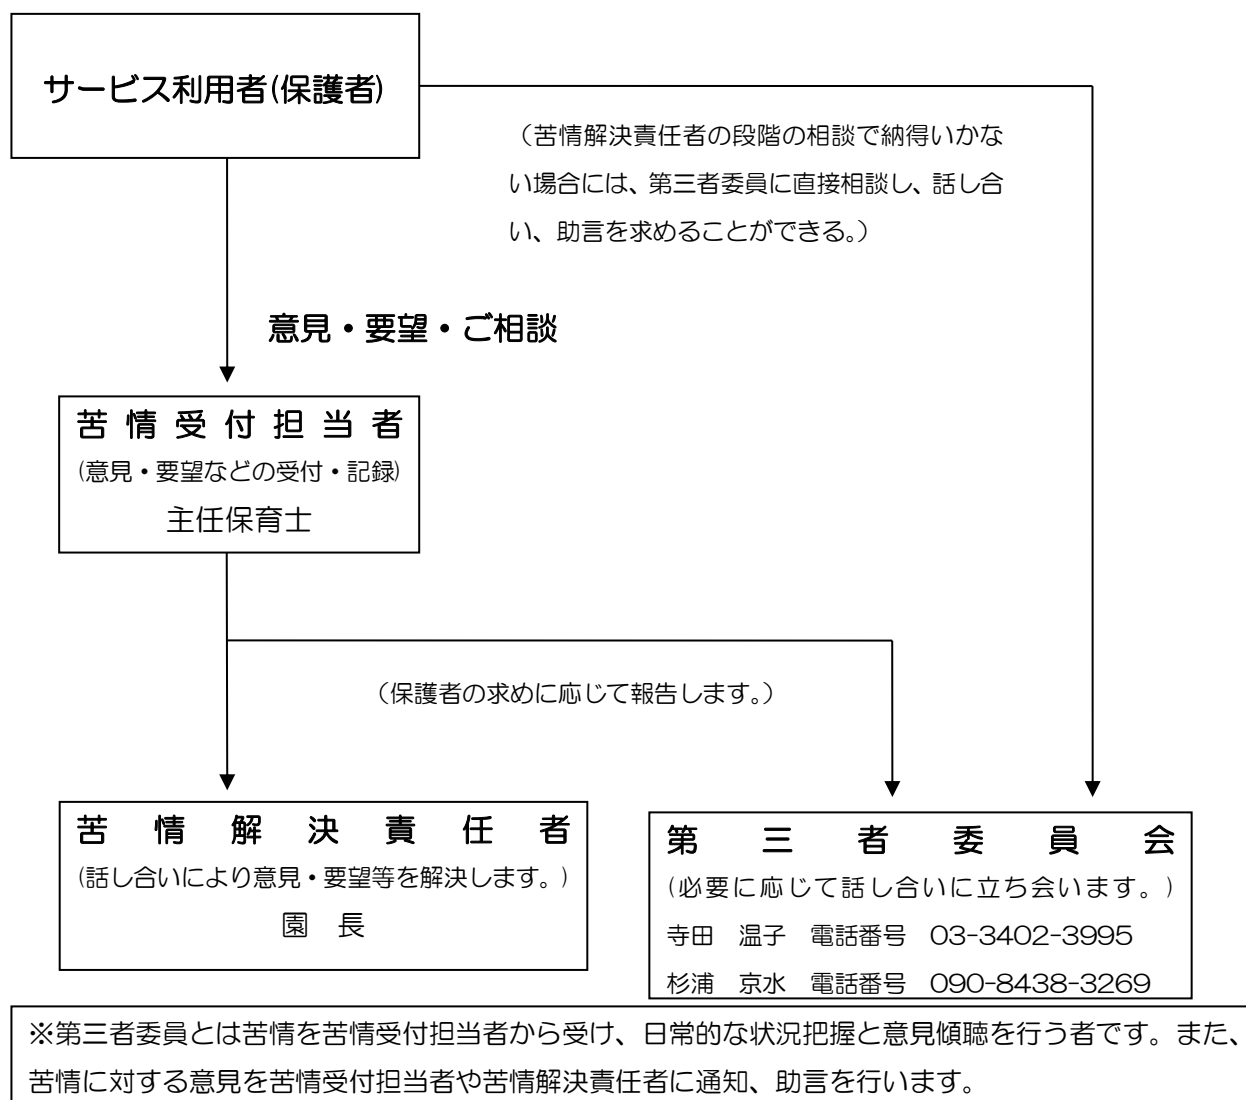 サービス利用者(保護者)
（苦情解決責任者の段階の相談で納得いかな
い場合には、第三者委員に直接相談し、話し合
い、助言を求めることができる。）
意見・要望・ご相談
苦情受付担当者
(意見・要望などの受付・記録)
主任保育士
（保護者の求めに応じて報告します。）
苦情解決責任者
(話し合いにより意見・要望等を解決します。)
園　長
第三者委員会
(必要に応じて話し合いに立ち会います。)
寺田　温子　電話番号　03-3402-3995
杉浦　京水　電話番号　090-8438-3269
※第三者委員とは苦情を苦情受付担当者から受け、日常的な状況把握と意見傾聴を行う者です。また、
苦情に対する意見を苦情受付担当者や苦情解決責任者に通知、助言を行います。